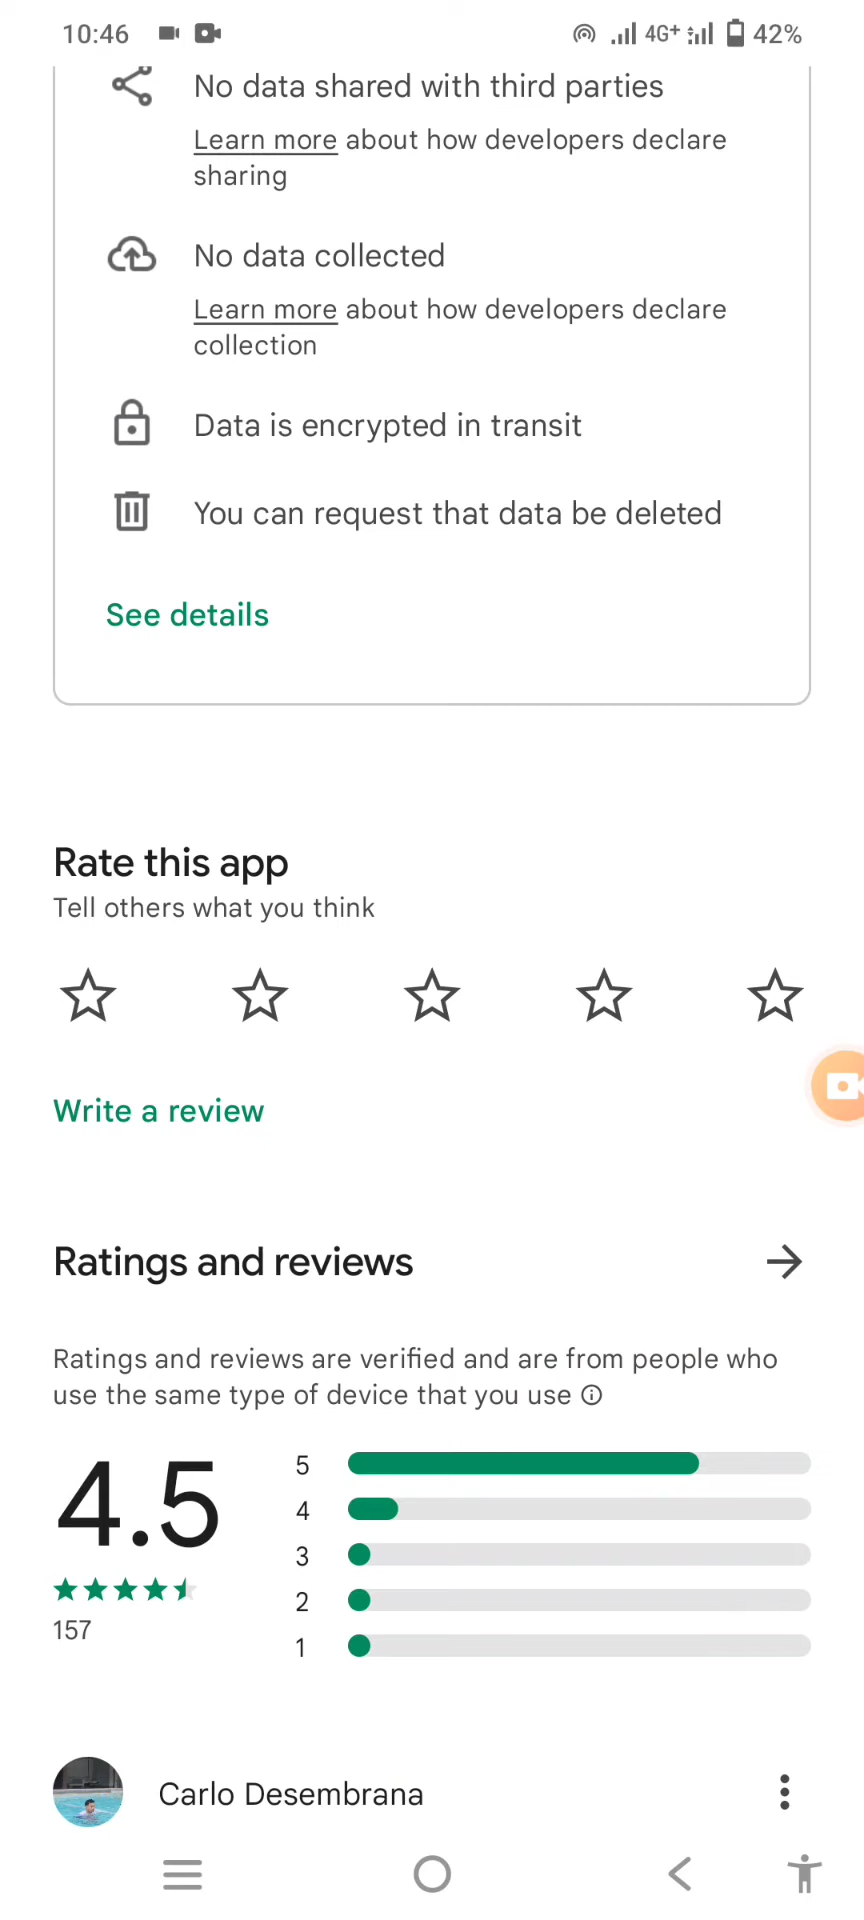 10:46 4G+ 42%
No data shared with third parties
Learn more about how developers declare
sharing
No data collected
Learn more about how developers declare
collection
Data is encrypted in transit
You can request that data be deleted
See details
Rate this app
Tell others what you think
Write a review
Ratings and reviews
Ratings and reviews are verified and are from people who
use the same type of device that you use
4.5
157
5
4
3
2
1
Carlo Desembrana